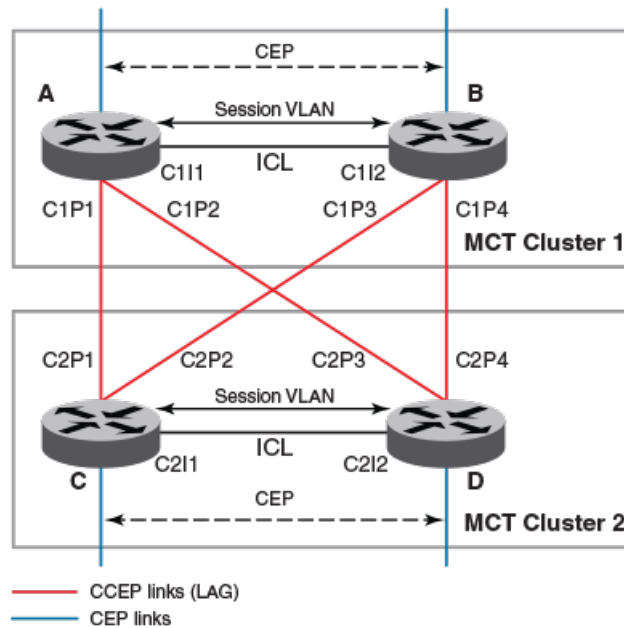 CEP
A
B
Session VLAN
ICL
C1I1
C1I2
C1P1
C1P2
C1P3
C1P4
MCT Cluster 1
C2P1
C2P2
C2P3
C2P4
Session VLAN
ICL
C2I1
C2I2
C
D
CEP
MCT Cluster 2
CCEP links (LAG)
CEP links